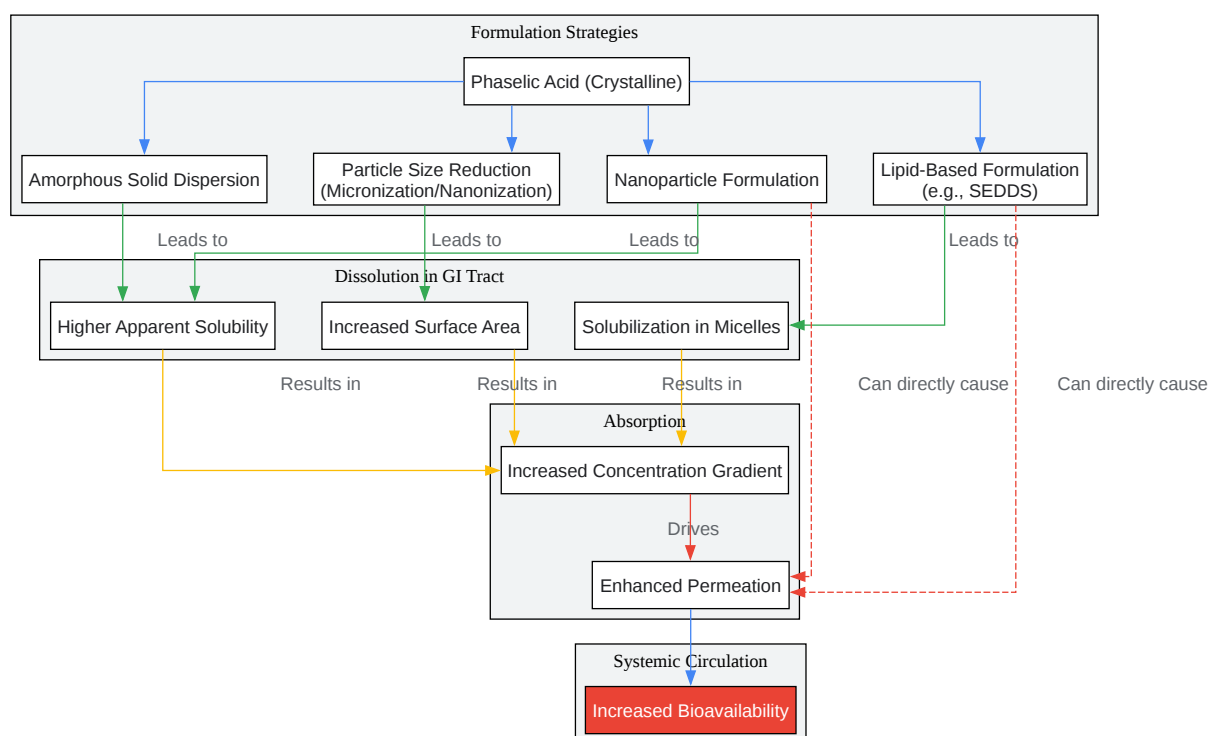 Formulation Strategies
Phaselic Acid (Crystalline)
Amorphous Solid Dispersion
Particle Size Reduction
(Micronization/Nanonization)
Nanoparticle Formulation
Lipid-Based Formulation
(e.g., SEDDS)
Leads to
Leads to
Leads to
Leads to
Dissolution in GI Tract
Higher Apparent Solubility
Increased Surface Area
Solubilization in Micelles
Results in
Results in
Results in
Can directly cause
Can directly cause
Absorption
Increased Concentration Gradient
Drives
Enhanced Permeation
Systemic Circulation
Increased Bioavailability